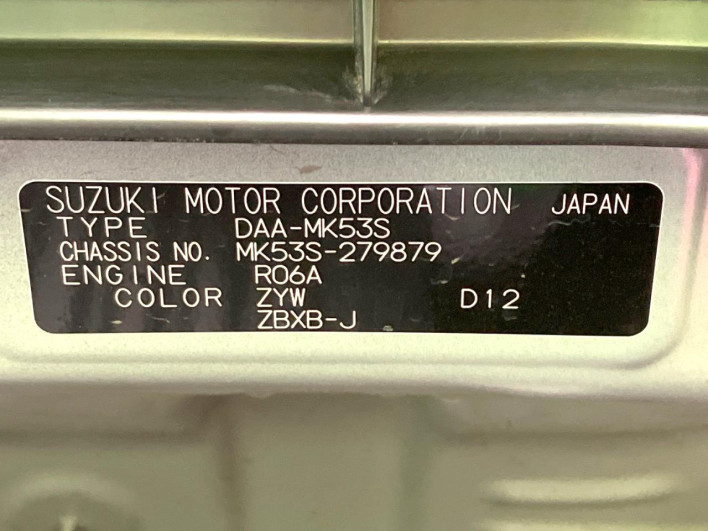 SUZUKI MOTOR CORPORATION JAPAN
TYPE DAA-MK53S
CHASSIS NO. MK53S-279879
ENGINE R06A
COLOR ZYW D12
ZBXB-J